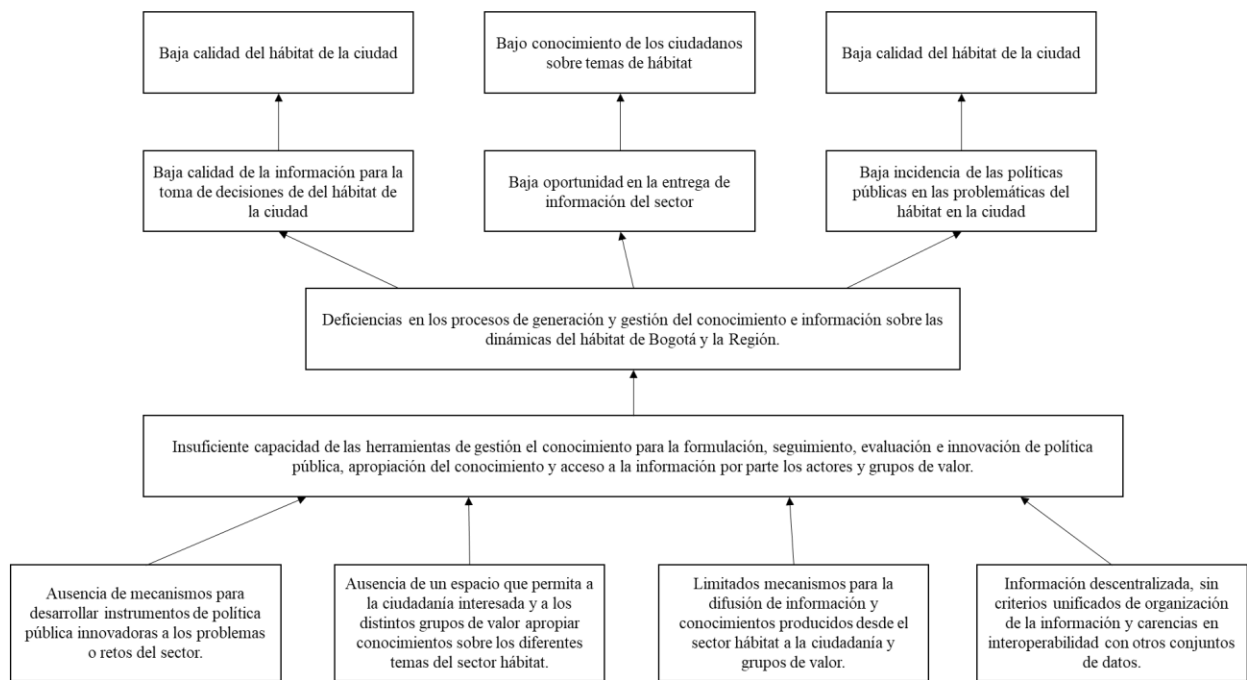 Baja calidad del hábitat de la ciudad
Bajo conocimiento de los ciudadanos
sobre temas de hábitat
Baja calidad del hábitat de la ciudad
Baja calidad de la información para la
toma de decisiones de del hábitat de
la ciudad
Baja oportunidad en la entrega de
información del sector
Baja incidencia de las políticas
públicas en las problemáticas del
hábitat en la ciudad
Deficiencias en los procesos de generación y gestión del conocimiento e información sobre las
dinámicas del hábitat de Bogotá y la Región.
Insuficiente capacidad de las herramientas de gestión el conocimiento para la formulación, seguimiento, evaluación e innovación de política
pública, apropiación del conocimiento y acceso a la información por parte los actores y grupos de valor.
Ausencia de mecanismos para
desarrollar instrumentos de política
pública innovadoras a los problemas
o retos del sector.
Ausencia de un espacio que permita a
la ciudadanía interesada y a los
distintos grupos de valor apropiar
conocimientos sobre los diferentes
temas del sector hábitat.
Limitados mecanismos para la
difusión de información y
conocimientos producidos desde el
sector hábitat a la ciudadanía y
grupos de valor.
Información descentralizada, sin
criterios unificados de organización
de la información y carencias en
interoperabilidad con otros conjuntos
de datos.